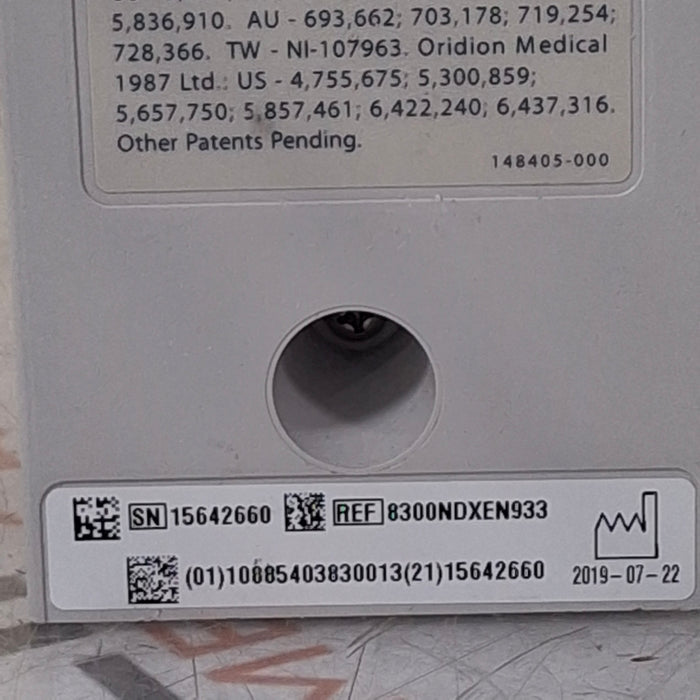 5,836,910. AU - 693,662; 703,178; 719,254;
728,366. TW - NI-107963. Oridion Medical
1987 Ltd.: US - 4,755,675; 5,300,859;
5,657,750; 5,857,461; 6,422,240; 6,437,316.
Other Patents Pending.
148405-000
SN 15642660 REF 8300NDXEN933
(01)10885403830013(21)15642660
2019-07-22